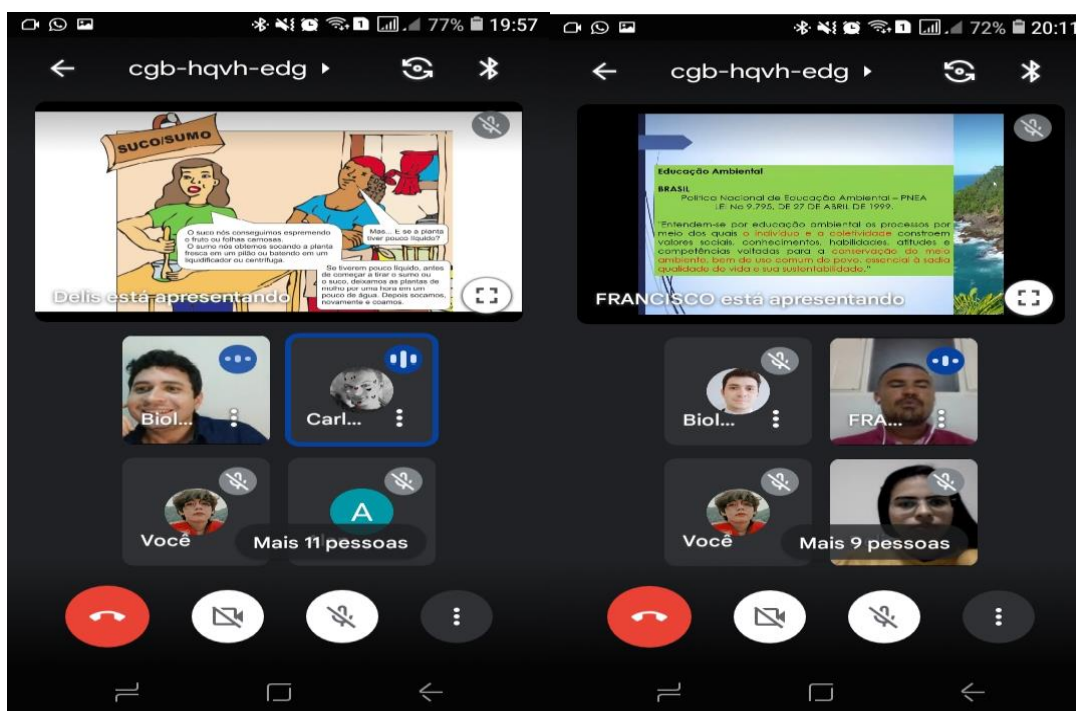 77% 19:57
cgb-hqvh-edg
SUCO/SUMO
O suco nós conseguimos espremendo
o fruto ou folhas carnosas.
O sumo nós obtemos socando a planta
fresca em um pilão ou batendo em um
liquidificador ou centrífuga.
Mas... E se a planta
tiver pouco líquido?
Se tiverem pouco líquido, antes
de começar a tirar o sumo ou
o suco, deixamos as plantas de
molho por uma hora em um
pouco de água. Depois socamos,
novamente e coamos.
Delis está apresentando
Biol...
Carl...
Você
A
Mais 11 pessoas
72% 20:11
cgb-hqvh-edg
Educação Ambiental
BRASIL
Política Nacional de Educação Ambiental – PNEA
LEI No 9.795, DE 27 DE ABRIL DE 1999.
"Entendem-se por educação ambiental os processos por
meio dos quais o indivíduo e a coletividade constroem
valores sociais, conhecimentos, habilidades, atitudes e
competências voltadas para a conservação do meio
ambiente, bem de uso comum do povo, essencial à sadia
qualidade de vida e sua sustentabilidade."
FRANCISCO está apresentando
Biol...
FRA...
Você
Mais 9 pessoas